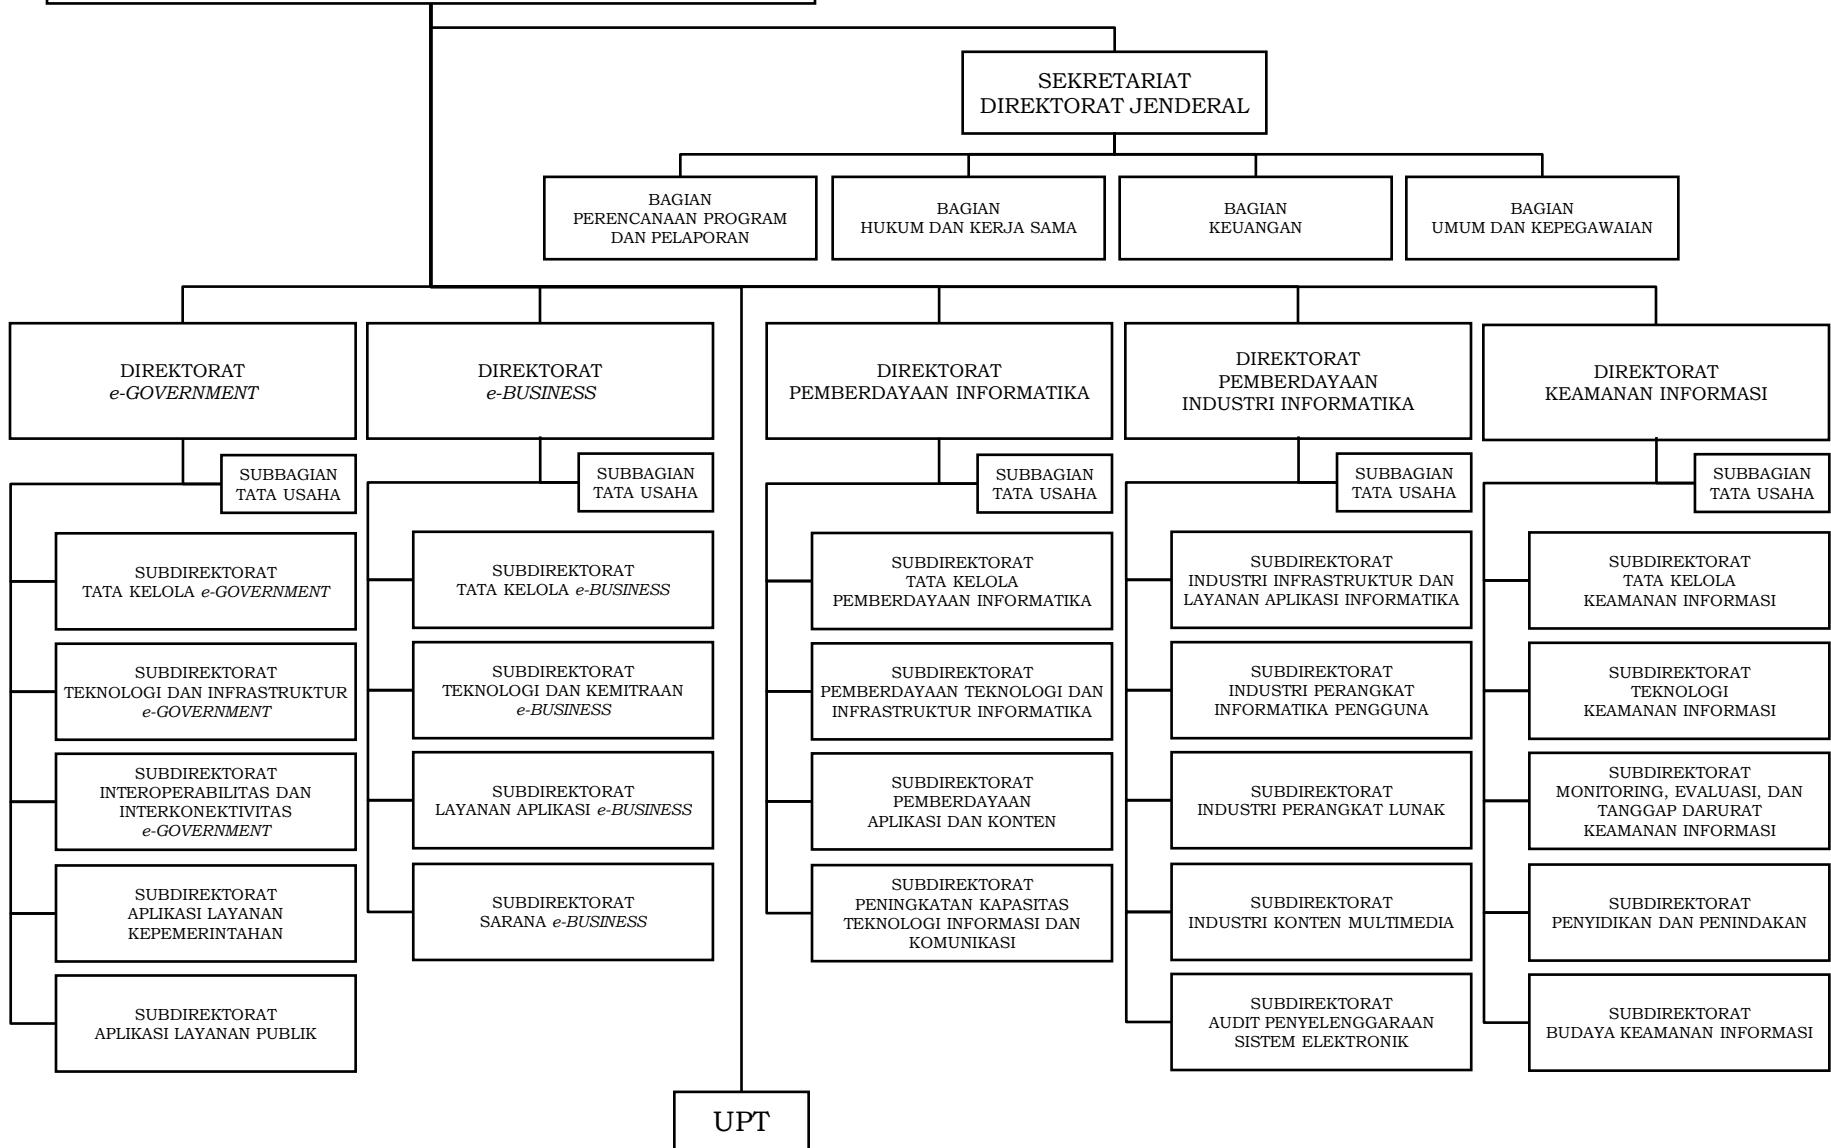 SEKRETARIAT
DIREKTORAT JENDERAL
BAGIAN
PERENCANAAN PROGRAM
DAN PELAPORAN
BAGIAN
HUKUM DAN KERJA SAMA
BAGIAN
KEUANGAN
BAGIAN
UMUM DAN KEPEGAWAIAN
DIREKTORAT
e-GOVERNMENT
SUBBAGIAN
TATA USAHA
SUBDIREKTORAT
TATA KELOLA e-GOVERNMENT
SUBDIREKTORAT
TEKNOLOGI DAN INFRASTRUKTUR
e-GOVERNMENT
SUBDIREKTORAT
INTEROPERABILITAS DAN
INTERKONEKTIVITAS
e-GOVERNMENT
SUBDIREKTORAT
APLIKASI LAYANAN
KEPEMERINTAHAN
SUBDIREKTORAT
APLIKASI LAYANAN PUBLIK
DIREKTORAT
e-BUSINESS
SUBBAGIAN
TATA USAHA
SUBDIREKTORAT
TATA KELOLA e-BUSINESS
SUBDIREKTORAT
TEKNOLOGI DAN KEMITRAAN
e-BUSINESS
SUBDIREKTORAT
LAYANAN APLIKASI e-BUSINESS
SUBDIREKTORAT
SARANA e-BUSINESS
DIREKTORAT
PEMBERDAYAAN INFORMATIKA
SUBBAGIAN
TATA USAHA
SUBDIREKTORAT
TATA KELOLA
PEMBERDAYAAN INFORMATIKA
SUBDIREKTORAT
PEMBERDAYAAN TEKNOLOGI DAN
INFRASTRUKTUR INFORMATIKA
SUBDIREKTORAT
PEMBERDAYAAN
APLIKASI DAN KONTEN
SUBDIREKTORAT
PENINGKATAN KAPASITAS
TEKNOLOGI INFORMASI DAN
KOMUNIKASI
DIREKTORAT
PEMBERDAYAAN
INDUSTRI INFORMATIKA
SUBBAGIAN
TATA USAHA
SUBDIREKTORAT
INDUSTRI INFRASTRUKTUR DAN
LAYANAN APLIKASI INFORMATIKA
SUBDIREKTORAT
INDUSTRI PERANGKAT
INFORMATIKA PENGGUNA
SUBDIREKTORAT
INDUSTRI PERANGKAT LUNAK
SUBDIREKTORAT
INDUSTRI KONTEN MULTIMEDIA
SUBDIREKTORAT
AUDIT PENYELENGGARAAN
SISTEM ELEKTRONIK
DIREKTORAT
KEAMANAN INFORMASI
SUBBAGIAN
TATA USAHA
SUBDIREKTORAT
TATA KELOLA
KEAMANAN INFORMASI
SUBDIREKTORAT
TEKNOLOGI
KEAMANAN INFORMASI
SUBDIREKTORAT
MONITORING, EVALUASI, DAN
TANGGAP DARURAT
KEAMANAN INFORMASI
SUBDIREKTORAT
PENYIDIKAN DAN PENINDAKAN
SUBDIREKTORAT
BUDAYA KEAMANAN INFORMASI
UPT